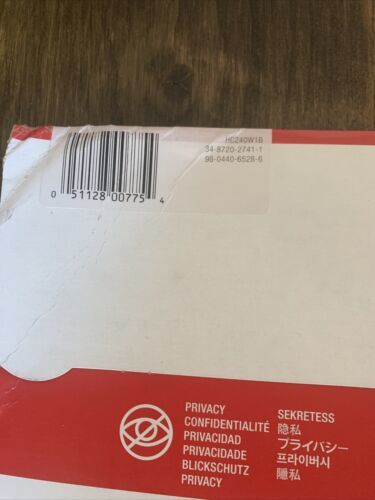 HC240W1B
34-8720-2741-1
98-0440-6528-6
0 51128 00775 4
PRIVACY
CONFIDENTIALITÉ
PRIVACIDAD
PRIVACIDADE
BLICKSCHUTZ
PRIVACY
SEKRETESS
隐私
プライバシー
프라이버시
隱私